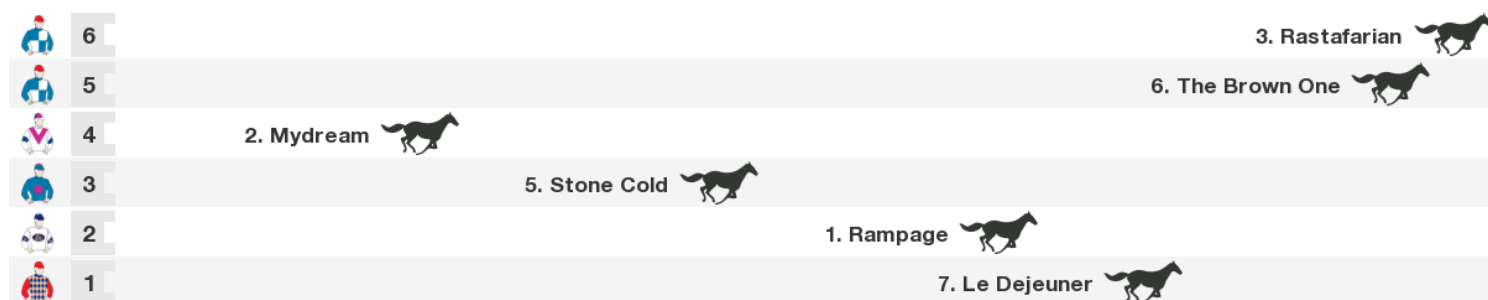 6 3. Rastafarian
5 6. The Brown One
4 2. Mydream
3 5. Stone Cold
2 1. Rampage
1 7. Le Dejeuner